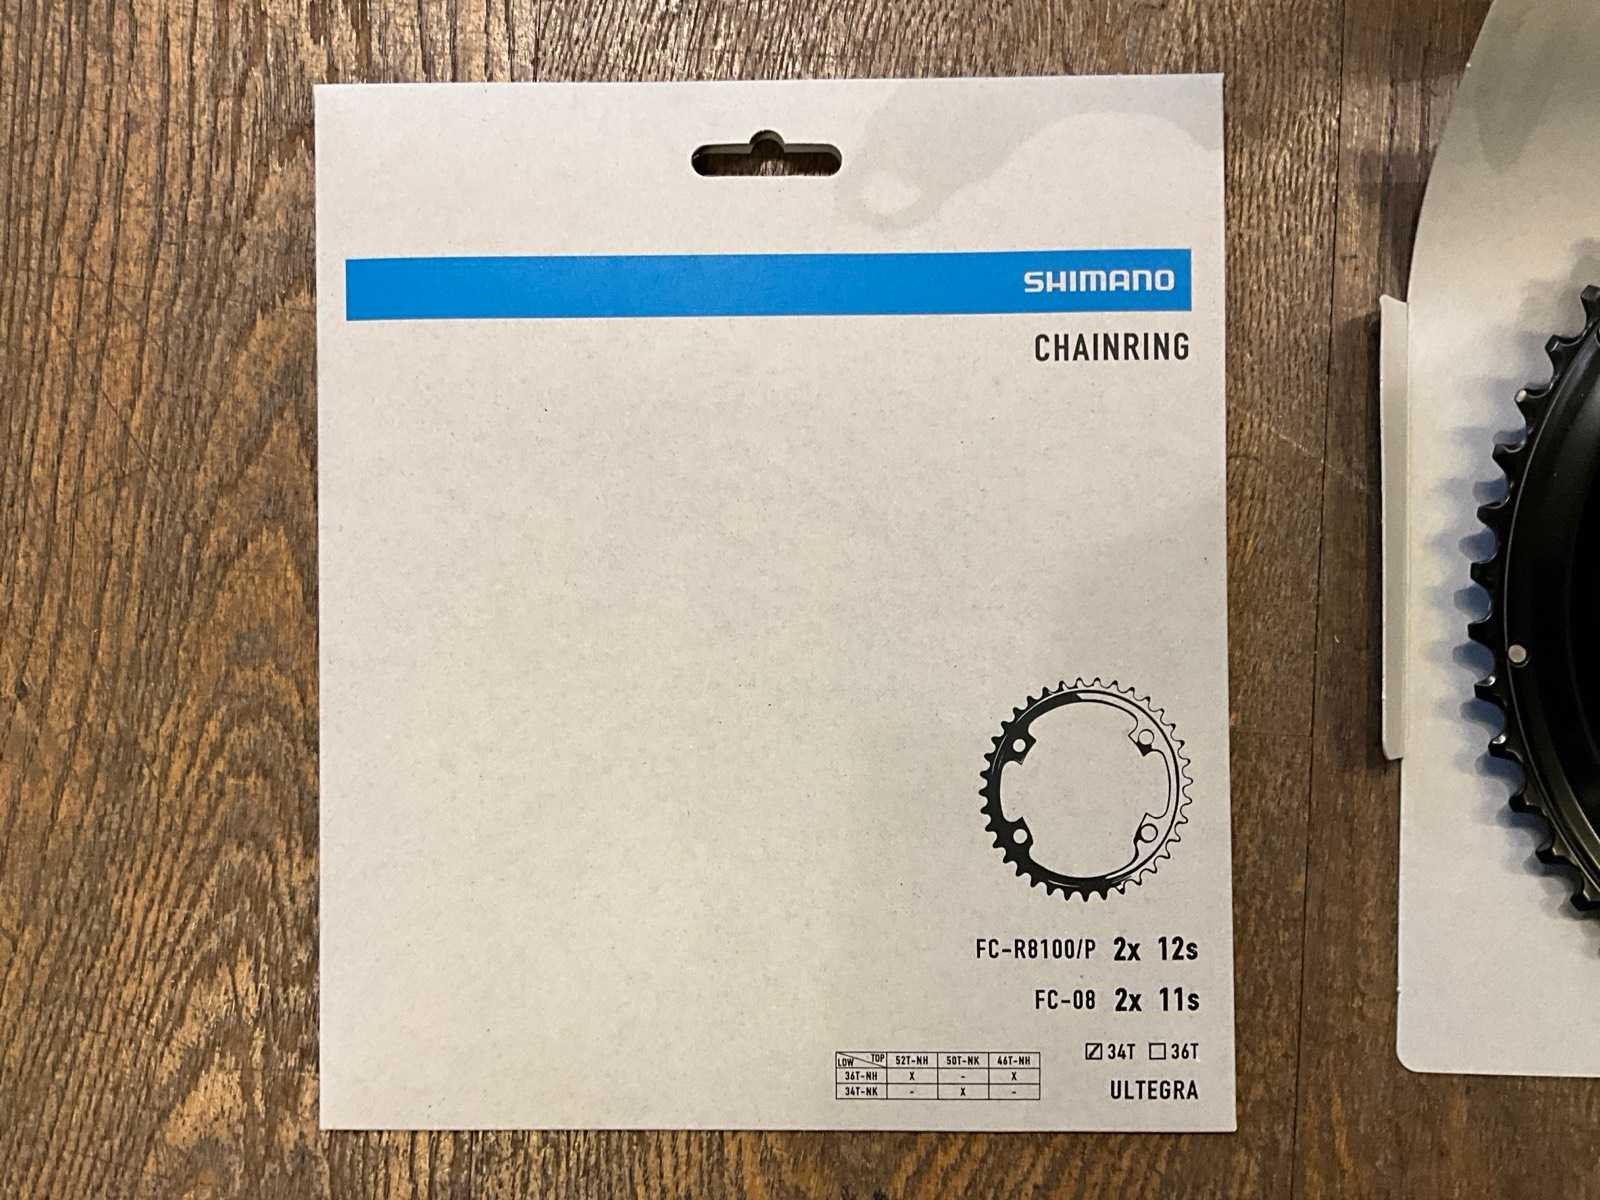 SHIMANO
CHAINRING
FC-R8100/P 2x 12s
FC-08 2x 11s
34T 36T
ULTEGRA
LOW TOP 52T-NH 50T-NK 46T-NH
36T-NH X - X
34T-NK - X -